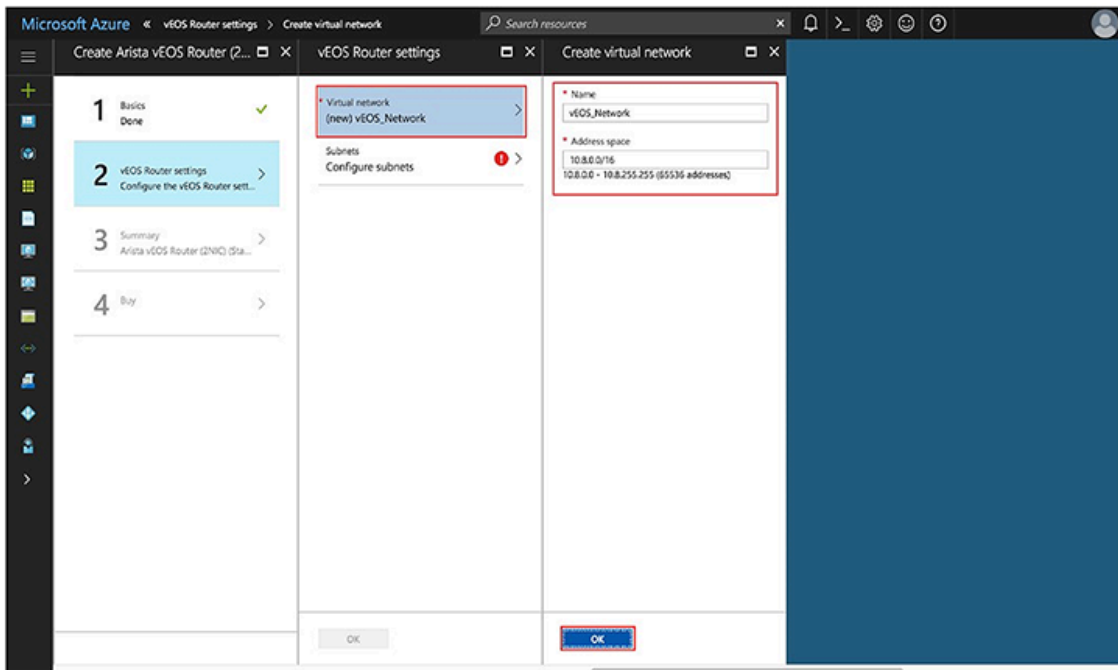 Microsoft Azure « vEOS Router settings > Create virtual network
Search resources
Create Arista vEOS Router (2...
1
Basics
Done
2
vEOS Router settings
Configure the vEOS Router sett...
3
Summary
Arista vEOS Router (2NIC) (Sta...
4
Buy
vEOS Router settings
* Virtual network
(new) vEOS_Network
Subnets
Configure subnets
OK
Create virtual network
* Name
vEOS_Network
* Address space
10.8.0.0/16
10.8.0.0 - 10.8.255.255 (65536 addresses)
OK